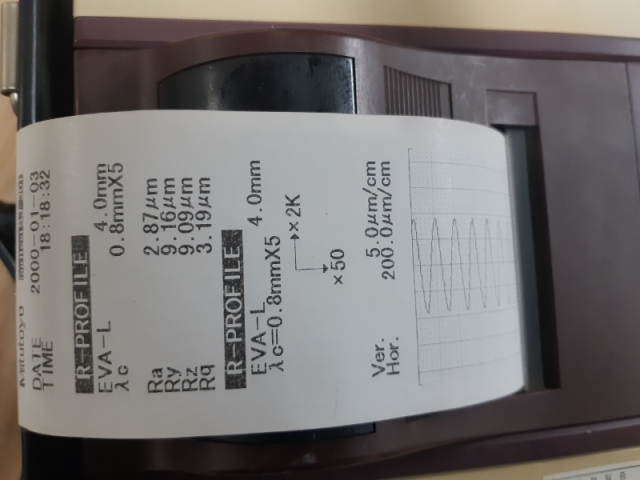 Mitutoyo
DATE 2000-01-03
TIME 18:18:32
R-PROFILE
EVA-L 4.0mm
λc 0.8mmX5
Ra 2.87μm
Ry 9.16μm
Rz 9.09μm
Rq 3.19μm
R-PROFILE
EVA-L 4.0mm
λc=0.8mmX5
×2K
×50
Ver. 5.0μm/cm
Hor. 200.0μm/cm